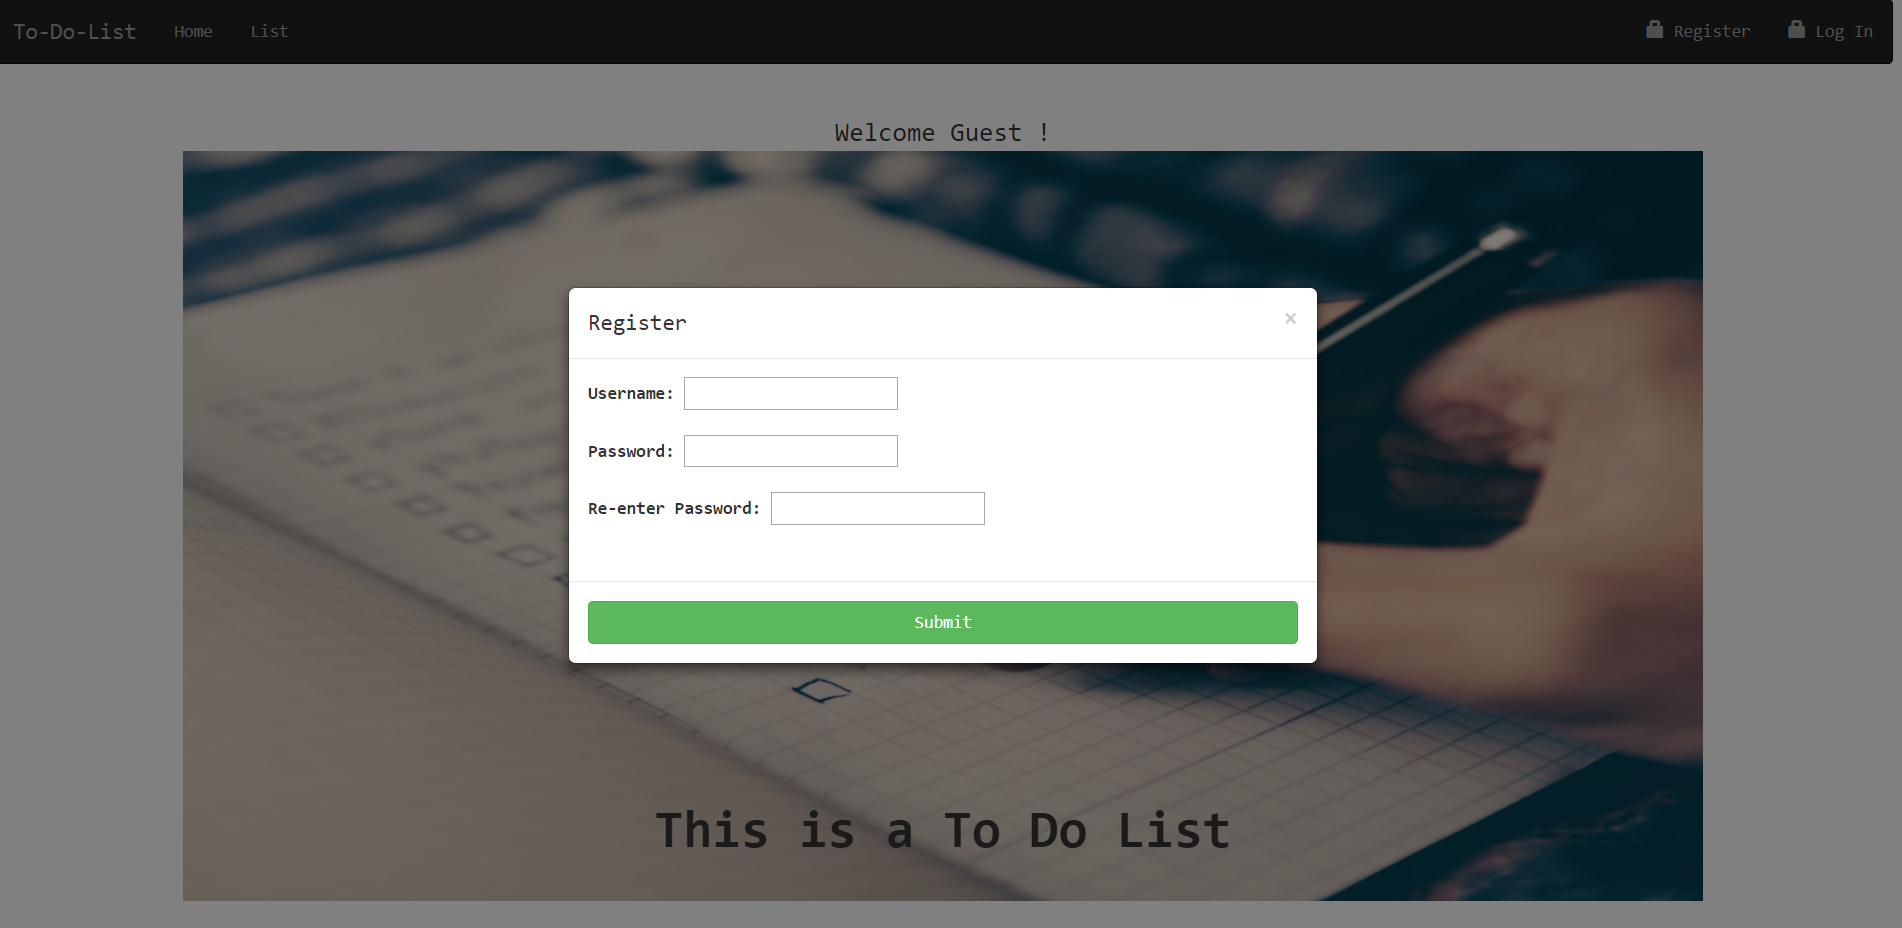 To-Do-List Home List Register Log In
Welcome Guest !
Register ×
Username:
Password:
Re-enter Password:
Submit
This is a To Do List